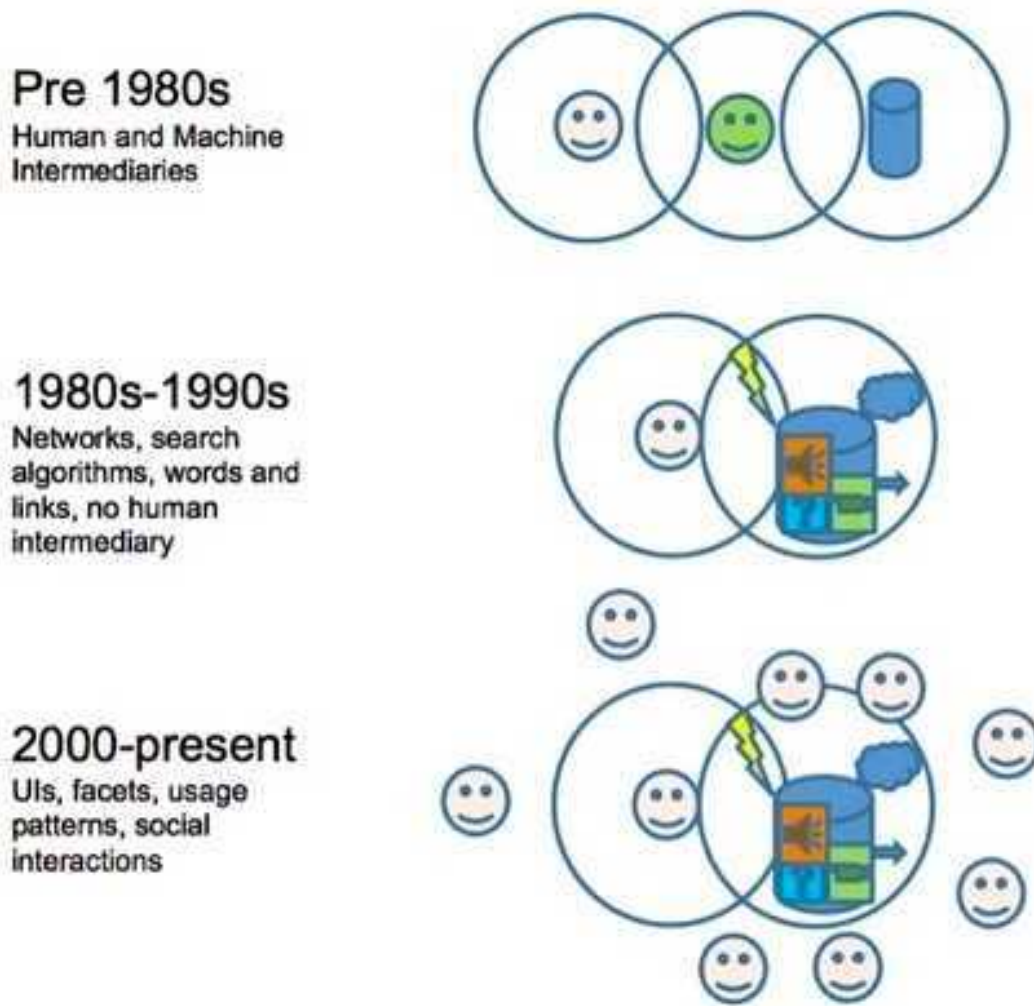 Pre 1980s
Human and Machine
Intermediaries
1980s-1990s
Networks, search
algorithms, words and
links, no human
intermediary
2000-present
UIs, facets, usage
patterns, social
interactions